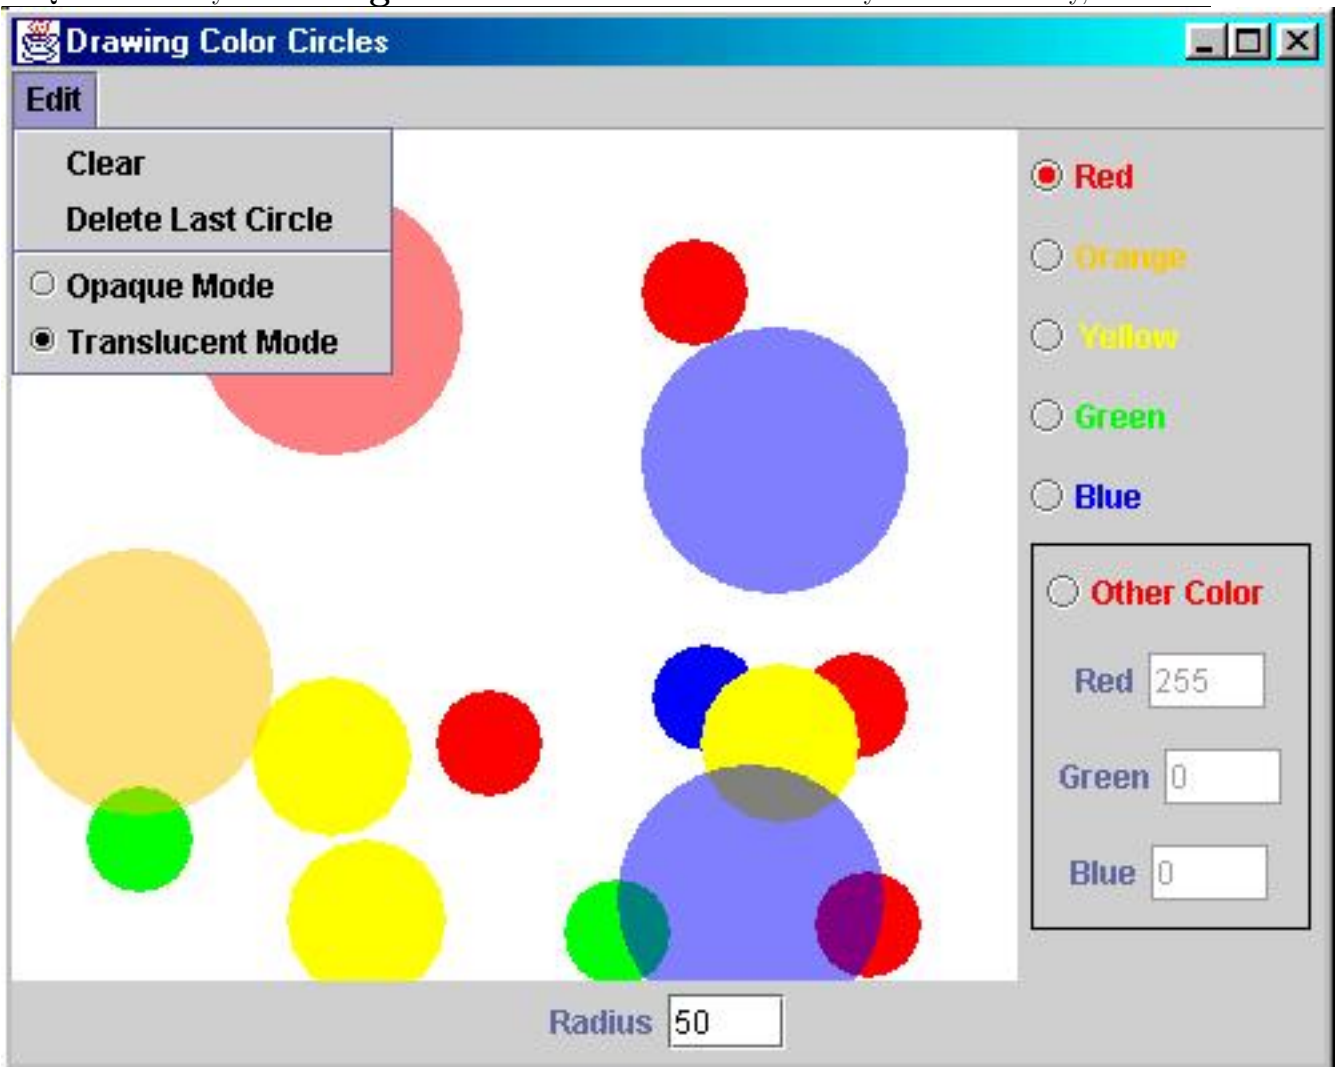 Drawing Color Circles
Edit
Clear
Delete Last Circle
Opaque Mode
Translucent Mode
Red
Orange
Yellow
Green
Blue
Other Color
Red 255
Green 0
Blue 0
Radius 50